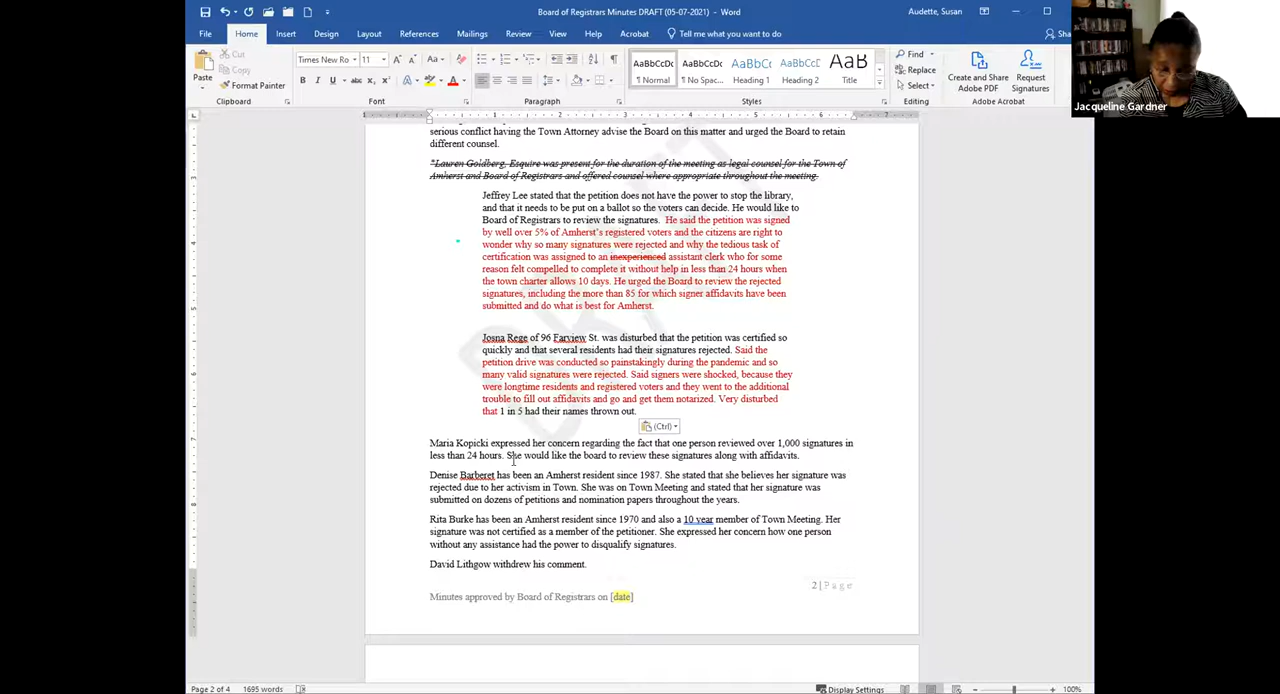 Board of Registrars Minutes DRAFT (05-07-2021) - Word
Audette, Susan
File Home Insert Design Layout References Mailings Review View Help Acrobat Tell me what you want to do
Cut
Copy
Format Painter
Paste
Clipboard
Times New Ro 11
Font
Paragraph
AaBbCcDc AaBbCcDc AaBbC AaBbCcD AaB
¶ Normal ¶ No Spac... Heading 1 Heading 2 Title
Styles
Find
Replace
Select
Editing
Create and Share Adobe PDF
Request Signatures
Adobe Acrobat
Jacqueline Gardner
serious conflict having the Town Attorney advise the Board on this matter and urged the Board to retain
different counsel.
*Lauren Goldberg, Esquire was present for the duration of the meeting as legal counsel for the Town of
Amherst and Board of Registrars and offered counsel where appropriate throughout the meeting.
Jeffrey Lee stated that the petition does not have the power to stop the library,
and that it needs to be put on a ballot so the voters can decide. He would like to
Board of Registrars to review the signatures. He said the petition was signed
by well over 5% of Amherst's registered voters and the citizens are right to
wonder why so many signatures were rejected and why the tedious task of
certification was assigned to an inexperienced assistant clerk who for some
reason felt compelled to complete it without help in less than 24 hours when
the town charter allows 10 days. He urged the Board to review the rejected
signatures, including the more than 85 for which signer affidavits have been
submitted and do what is best for Amherst.
Josna Rege of 96 Farview St. was disturbed that the petition was certified so
quickly and that several residents had their signatures rejected. Said the
petition drive was conducted so painstakingly during the pandemic and so
many valid signatures were rejected. Said signers were shocked, because they
were longtime residents and registered voters and they went to the additional
trouble to fill out affidavits and go and get them notarized. Very disturbed
that 1 in 5 had their names thrown out.
(Ctrl)
Maria Kopicki expressed her concern regarding the fact that one person reviewed over 1,000 signatures in
less than 24 hours. She would like the board to review these signatures along with affidavits.
Denise Barberet has been an Amherst resident since 1987. She stated that she believes her signature was
rejected due to her activism in Town. She was on Town Meeting and stated that her signature was
submitted on dozens of petitions and nomination papers throughout the years.
Rita Burke has been an Amherst resident since 1970 and also a 10 year member of Town Meeting. Her
signature was not certified as a member of the petitioner. She expressed her concern how one person
without any assistance had the power to disqualify signatures.
David Lithgow withdrew his comment.
2 | Page
Minutes approved by Board of Registrars on [date]
DRAFT
Page 2 of 4 1695 words
Display Settings
100%